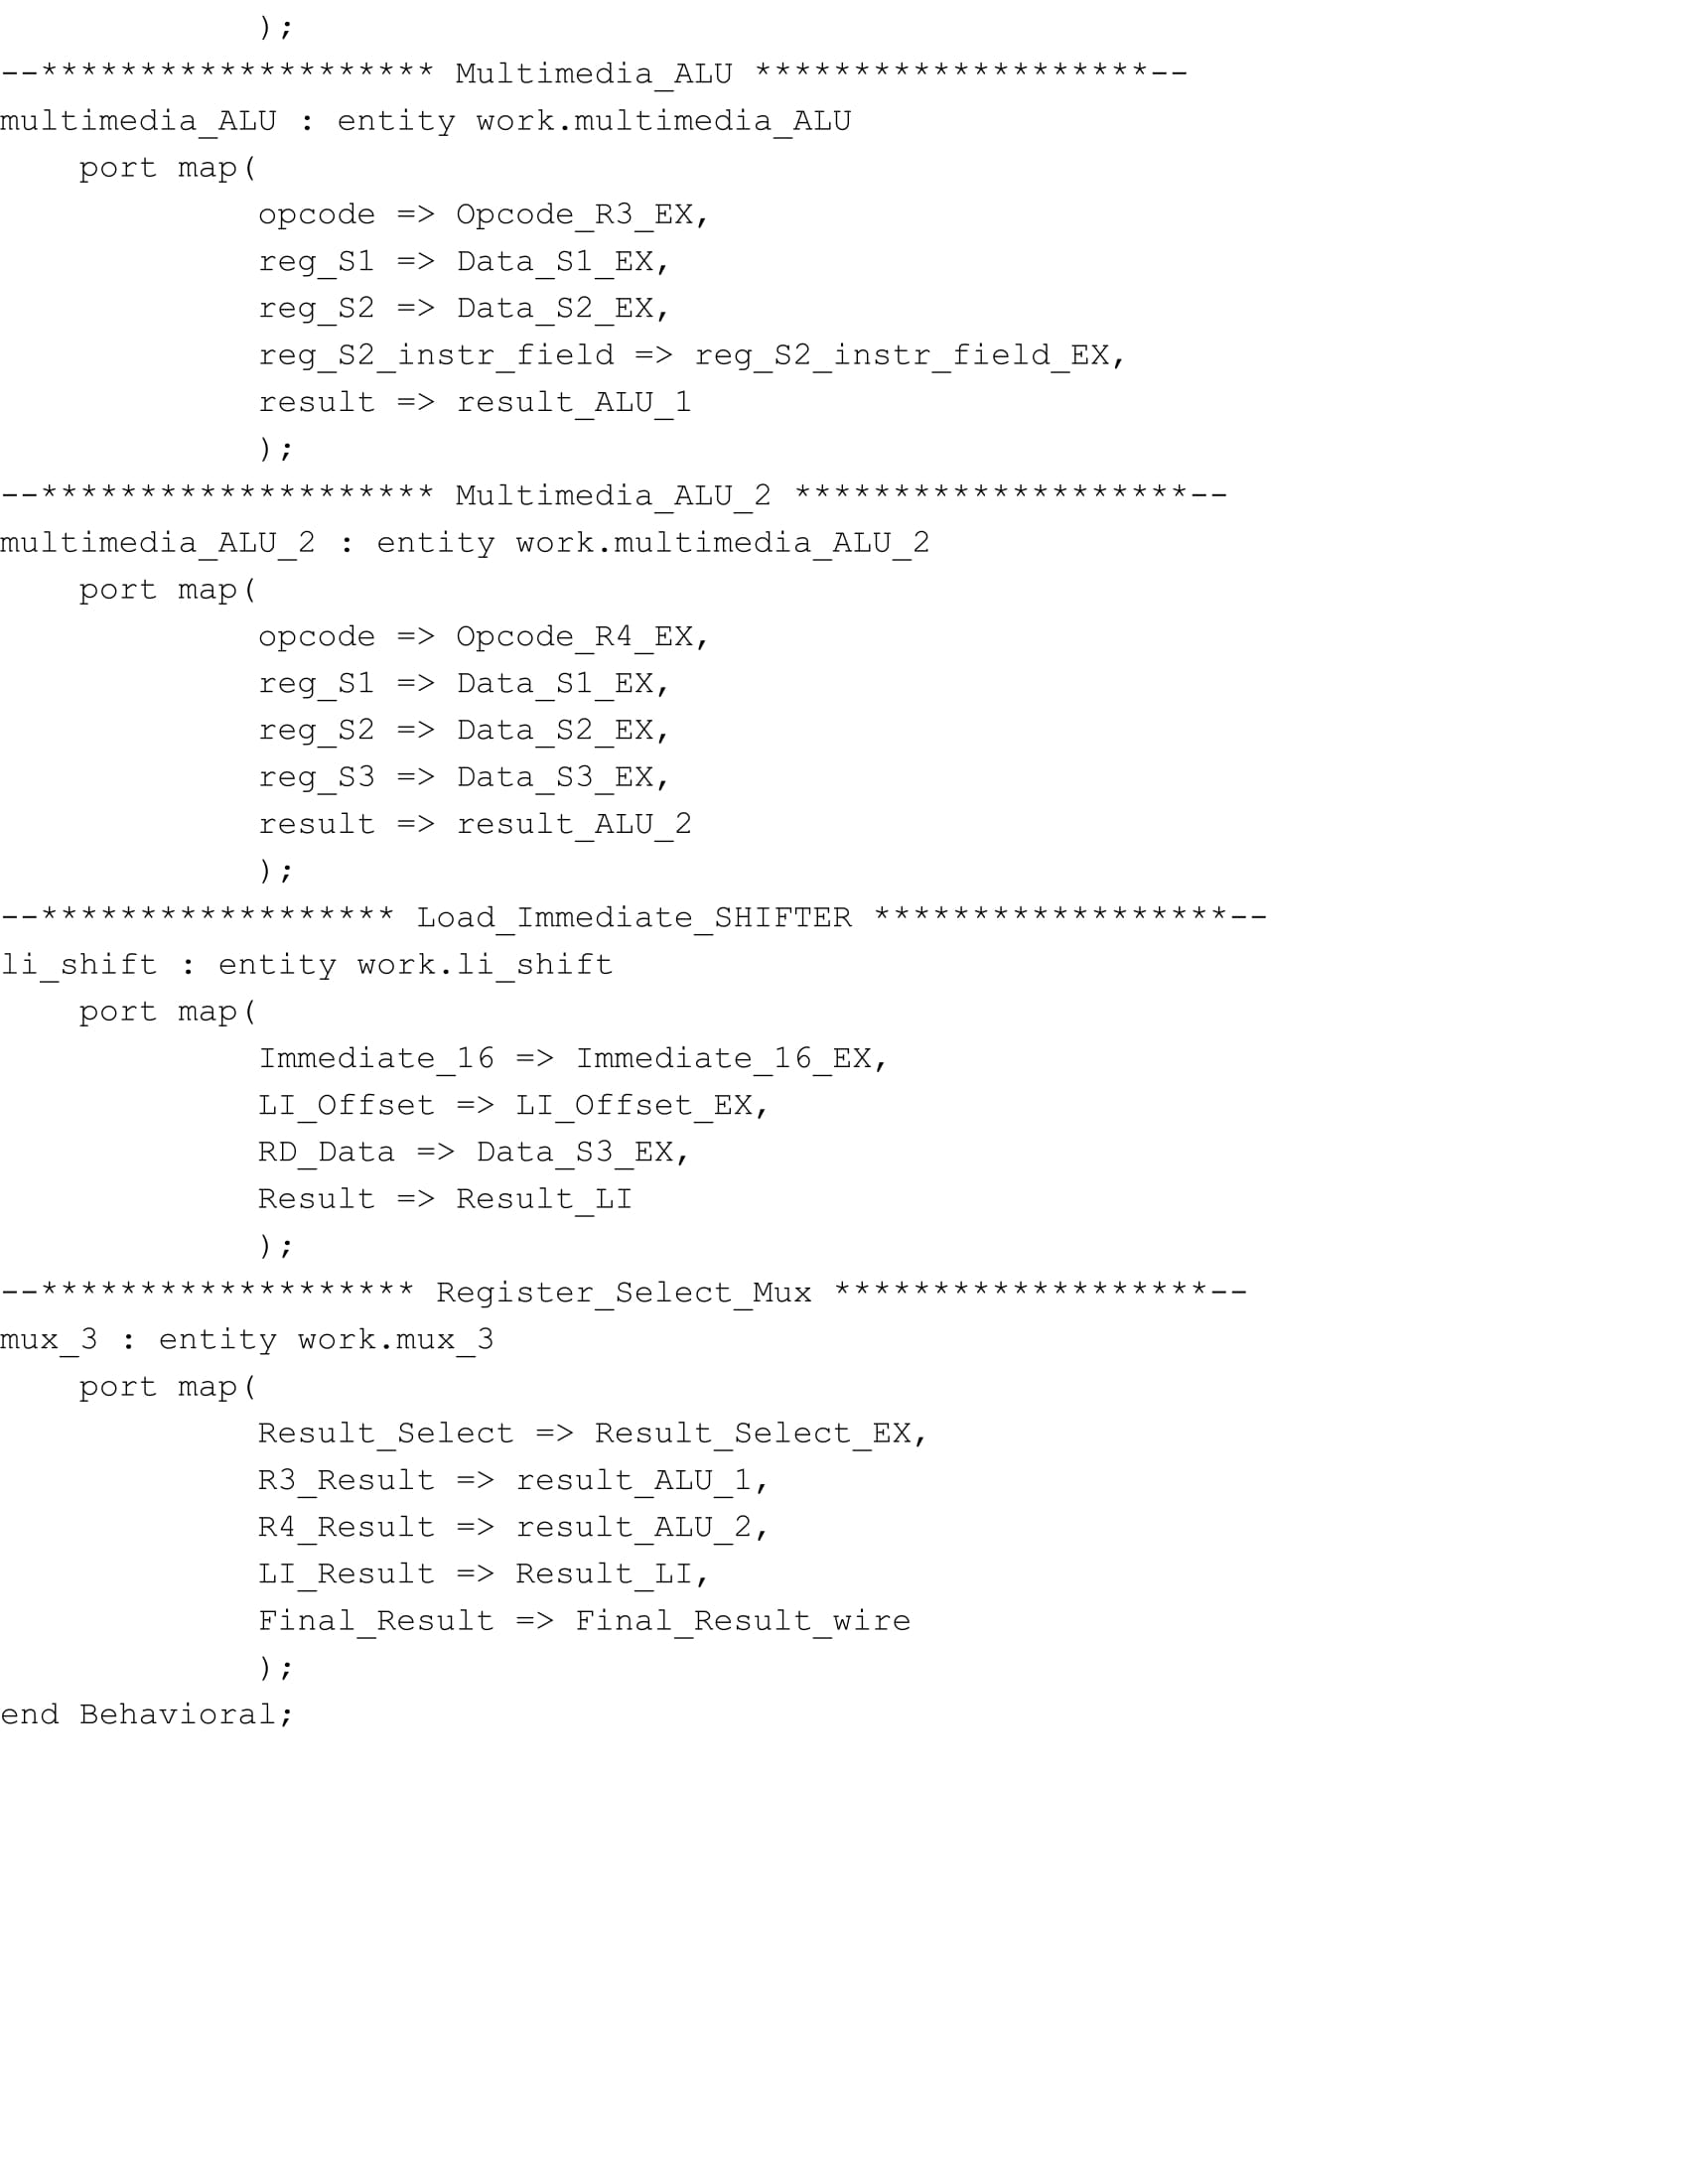 );
--******************** Multimedia_ALU ********************--
multimedia_ALU : entity work.multimedia_ALU
port map(
opcode => Opcode_R3_EX,
reg_S1 => Data_S1_EX,
reg_S2 => Data_S2_EX,
reg_S2_instr_field => reg_S2_instr_field_EX,
result => result_ALU_1
);
--******************** Multimedia_ALU_2 ********************--
multimedia_ALU_2 : entity work.multimedia_ALU_2
port map(
opcode => Opcode_R4_EX,
reg_S1 => Data_S1_EX,
reg_S2 => Data_S2_EX,
reg_S3 => Data_S3_EX,
result => result_ALU_2
);
--****************** Load_Immediate_SHIFTER ******************--
li_shift : entity work.li_shift
port map(
Immediate_16 => Immediate_16_EX,
LI_Offset => LI_Offset_EX,
RD_Data => Data_S3_EX,
Result => Result_LI
);
--******************* Register_Select_Mux *******************--
mux_3 : entity work.mux_3
port map(
Result_Select => Result_Select_EX,
R3_Result => result_ALU_1,
R4_Result => result_ALU_2,
LI_Result => Result_LI,
Final_Result => Final_Result_wire
);
end Behavioral;